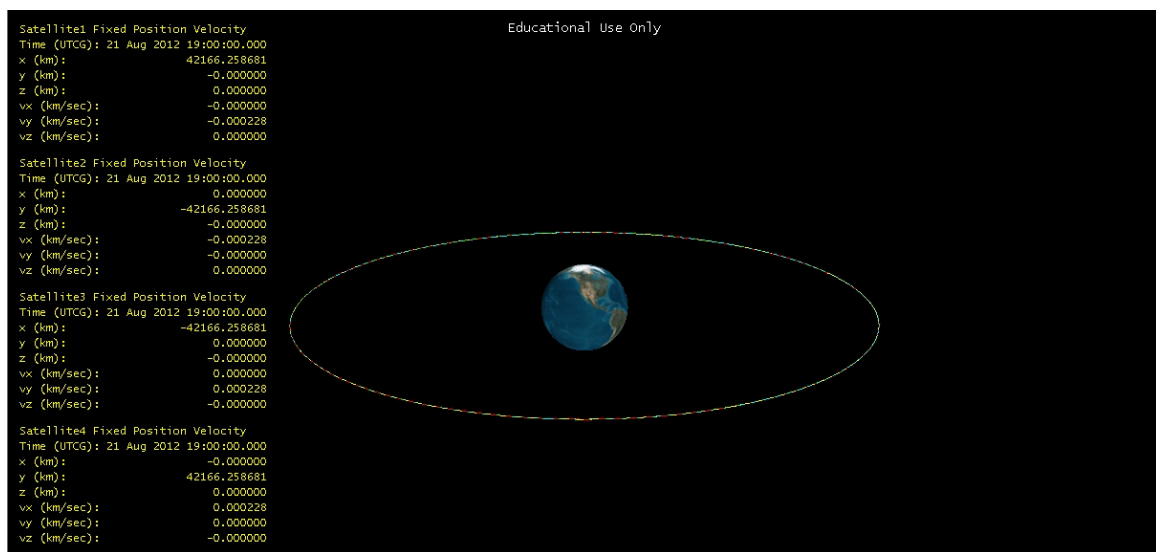 Educational Use Only
Satellite1 Fixed Position Velocity
Time (UTCG): 21 Aug 2012 19:00:00.000
x (km): 42166.258681
y (km): -0.000000
z (km): 0.000000
vx (km/sec): -0.000000
vy (km/sec): -0.000228
vz (km/sec): 0.000000
Satellite2 Fixed Position Velocity
Time (UTCG): 21 Aug 2012 19:00:00.000
x (km): 0.000000
y (km): -42166.258681
z (km): -0.000000
vx (km/sec): -0.000228
vy (km/sec): -0.000000
vz (km/sec): 0.000000
Satellite3 Fixed Position Velocity
Time (UTCG): 21 Aug 2012 19:00:00.000
x (km): -42166.258681
y (km): 0.000000
z (km): -0.000000
vx (km/sec): 0.000000
vy (km/sec): 0.000228
vz (km/sec): -0.000000
Satellite4 Fixed Position Velocity
Time (UTCG): 21 Aug 2012 19:00:00.000
x (km): -0.000000
y (km): 42166.258681
z (km): 0.000000
vx (km/sec): 0.000228
vy (km/sec): 0.000000
vz (km/sec): -0.000000